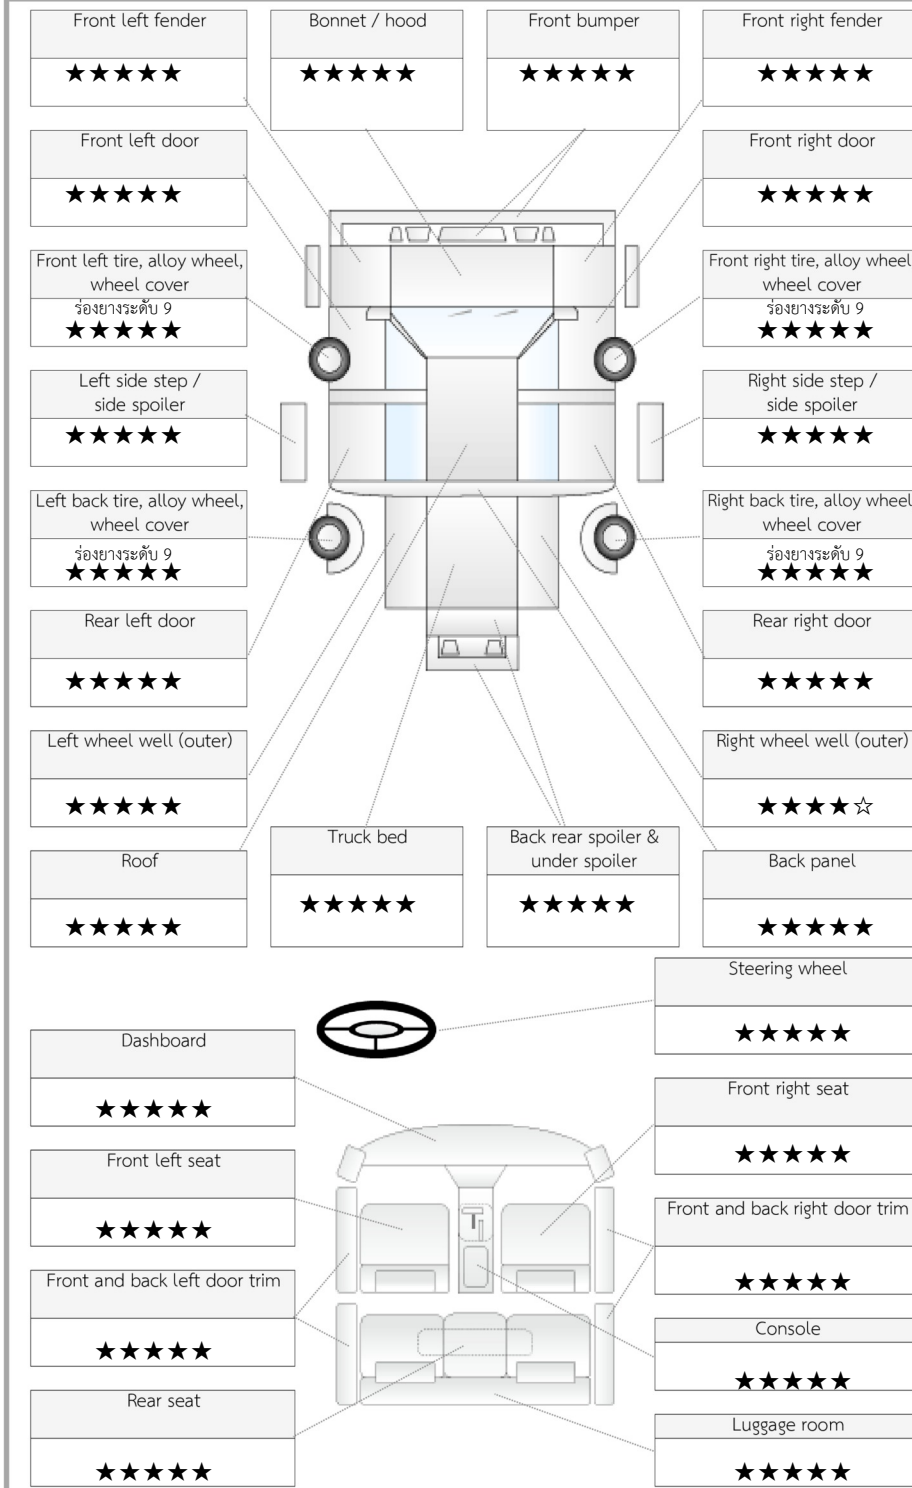 Front left fender
★★★★★
Bonnet / hood
★★★★★
Front bumper
★★★★★
Front right fender
★★★★★
Front left door
★★★★★
Front right door
★★★★★
Front left tire, alloy wheel,
wheel cover
ร่องยางระดับ 9
★★★★★
Front right tire, alloy wheel
wheel cover
ร่องยางระดับ 9
★★★★★
Left side step /
side spoiler
★★★★★
Right side step /
side spoiler
★★★★★
Left back tire, alloy wheel,
wheel cover
ร่องยางระดับ 9
★★★★★
Right back tire, alloy wheel
wheel cover
ร่องยางระดับ 9
★★★★★
Rear left door
★★★★★
Rear right door
★★★★★
Left wheel well (outer)
★★★★★
Right wheel well (outer)
★★★★☆
Roof
★★★★★
Truck bed
★★★★★
Back rear spoiler &
under spoiler
★★★★★
Back panel
★★★★★
Steering wheel
★★★★★
Dashboard
★★★★★
Front right seat
★★★★★
Front left seat
★★★★★
Front and back right door trim
★★★★★
Front and back left door trim
★★★★★
Console
★★★★★
Rear seat
★★★★★
Luggage room
★★★★★